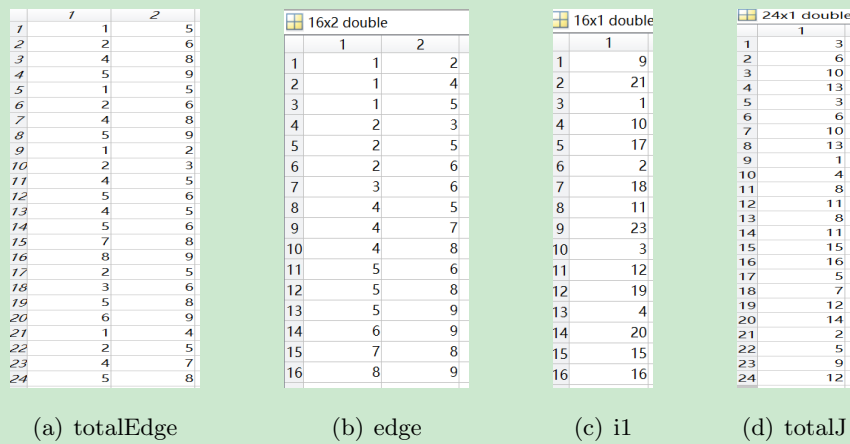 1 2
1 1 5
2 2 6
3 4 8
4 5 9
5 1 5
6 2 6
7 4 8
8 5 9
9 1 2
10 2 3
11 4 5
12 5 6
13 4 5
14 5 6
15 7 8
16 8 9
17 2 5
18 3 6
19 5 8
20 6 9
21 1 4
22 2 5
23 4 7
24 5 8
(a) totalEdge
16x2 double
1 2
1 1 2
2 1 4
3 1 5
4 2 3
5 2 5
6 2 6
7 3 6
8 4 5
9 4 7
10 4 8
11 5 6
12 5 8
13 5 9
14 6 9
15 7 8
16 8 9
(b) edge
16x1 double
1
1 9
2 21
3 1
4 10
5 17
6 2
7 18
8 11
9 23
10 3
11 12
12 19
13 4
14 20
15 15
16 16
(c) i1
24x1 double
1
1 3
2 6
3 10
4 13
5 3
6 6
7 10
8 13
9 1
10 4
11 8
12 11
13 8
14 11
15 15
16 16
17 5
18 7
19 12
20 14
21 2
22 5
23 9
24 12
(d) totalJ